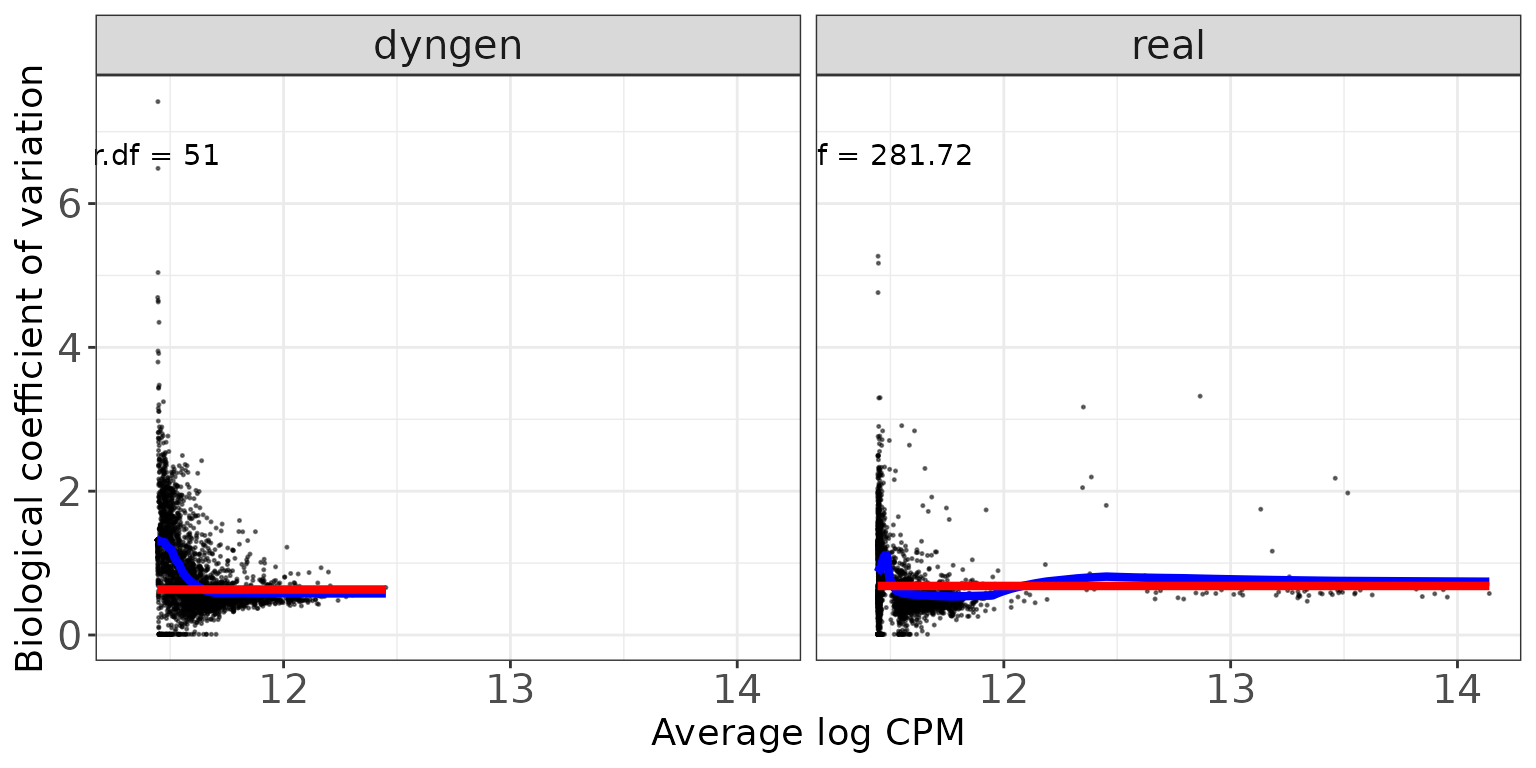 dyngen
real
Biological coefficient of variation
r.df = 51
f = 281.72
6
4
2
0
12
13
14
12
13
14
Average log CPM